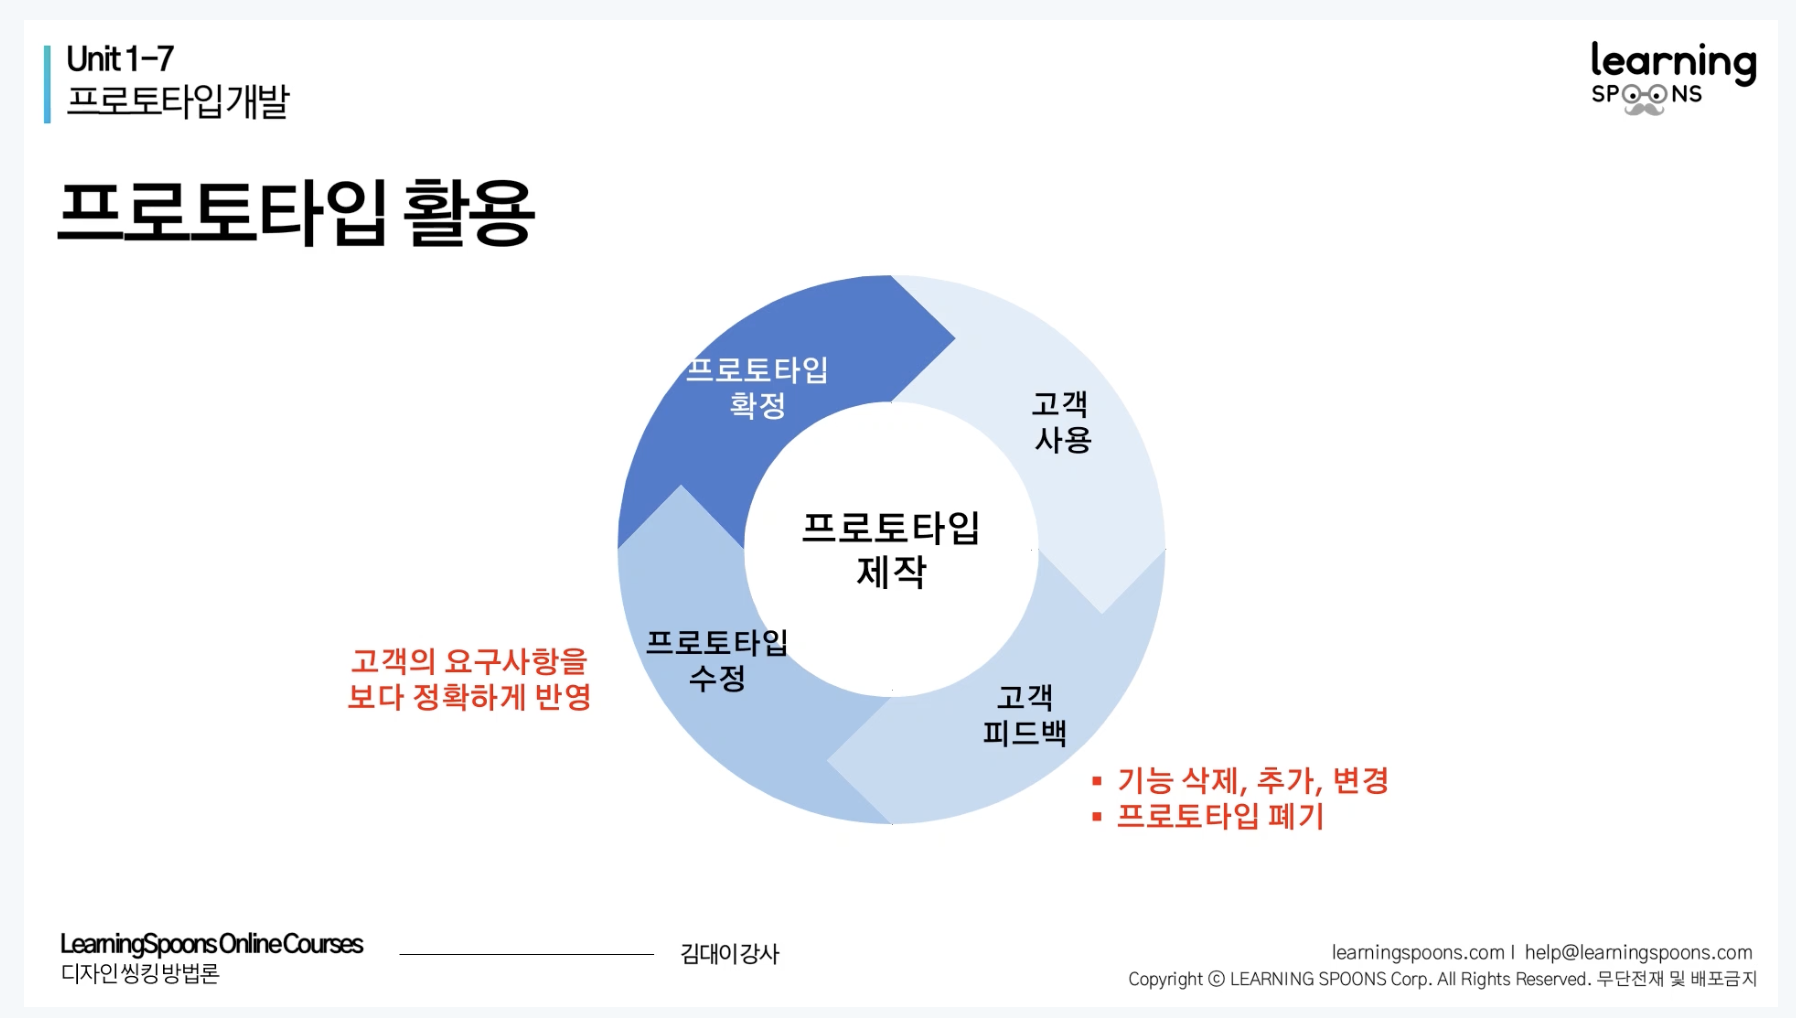 Unit 1-7
프로토타입 개발
learning
SPOONS
프로토타입 활용
프로토타입
확정
고객
사용
프로토타입
제작
프로토타입
수정
고객의 요구사항을
보다 정확하게 반영
고객
피드백
▪ 기능 삭제, 추가, 변경
▪ 프로토타입 폐기
LearningSpoons Online Courses
디자인 씽킹 방법론
김대이 강사
learningspoons.com l help@learningspoons.com
Copyright ⓒ LEARNING SPOONS Corp. All Rights Reserved. 무단전재 및 배포금지